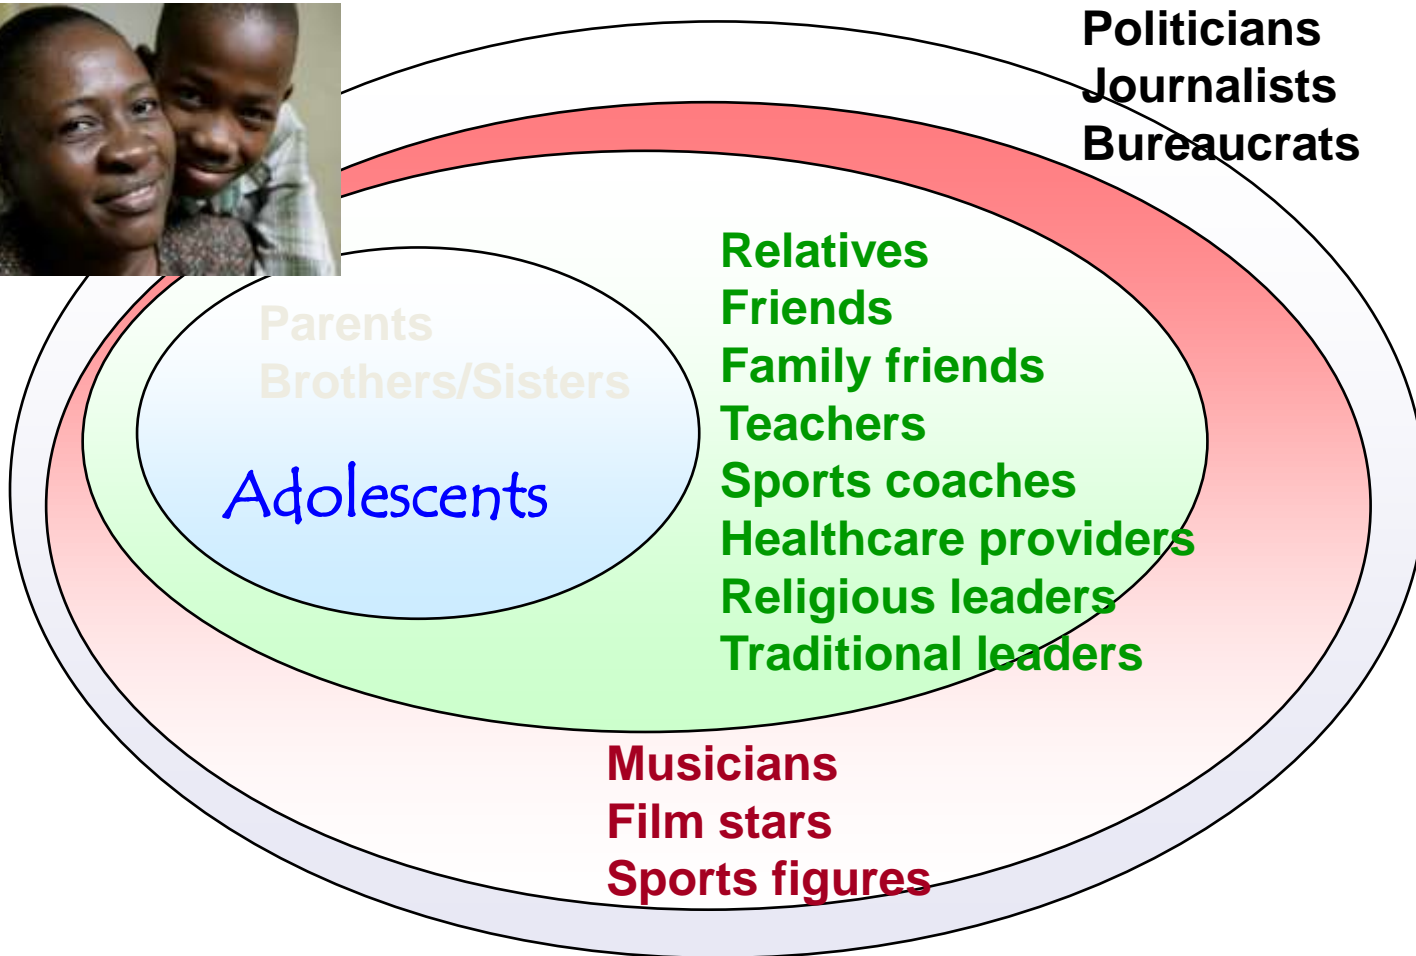 Politicians
Journalists
Bureaucrats
Relatives
Friends
Family friends
Teachers
Sports coaches
Healthcare providers
Religious leaders
Traditional leaders
Parents
Brothers/Sisters
Adolescents
Musicians
Film stars
Sports figures